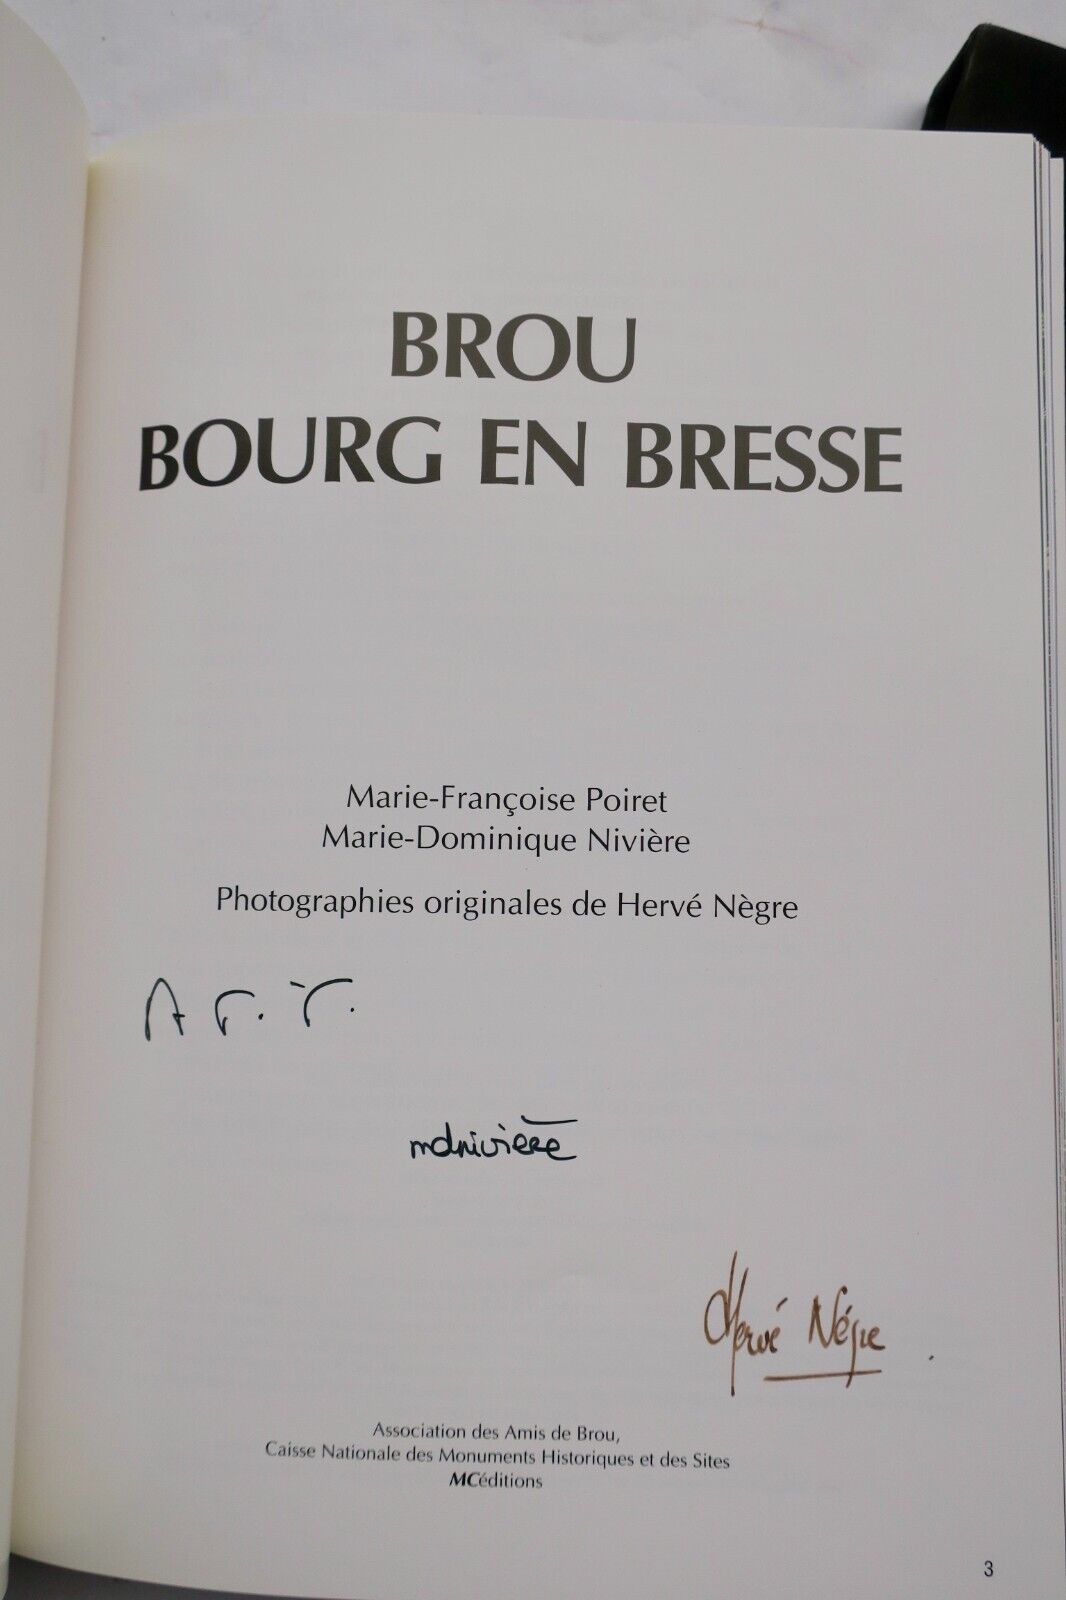 BROU
BOURG EN BRESSE
Marie-Françoise Poiret
Marie-Dominique Nivière
Photographies originales de Hervé Nègre
mdnivière
Hervé Nègre
Association des Amis de Brou,
Caisse Nationale des Monuments Historiques et des Sites
MCéditions
3